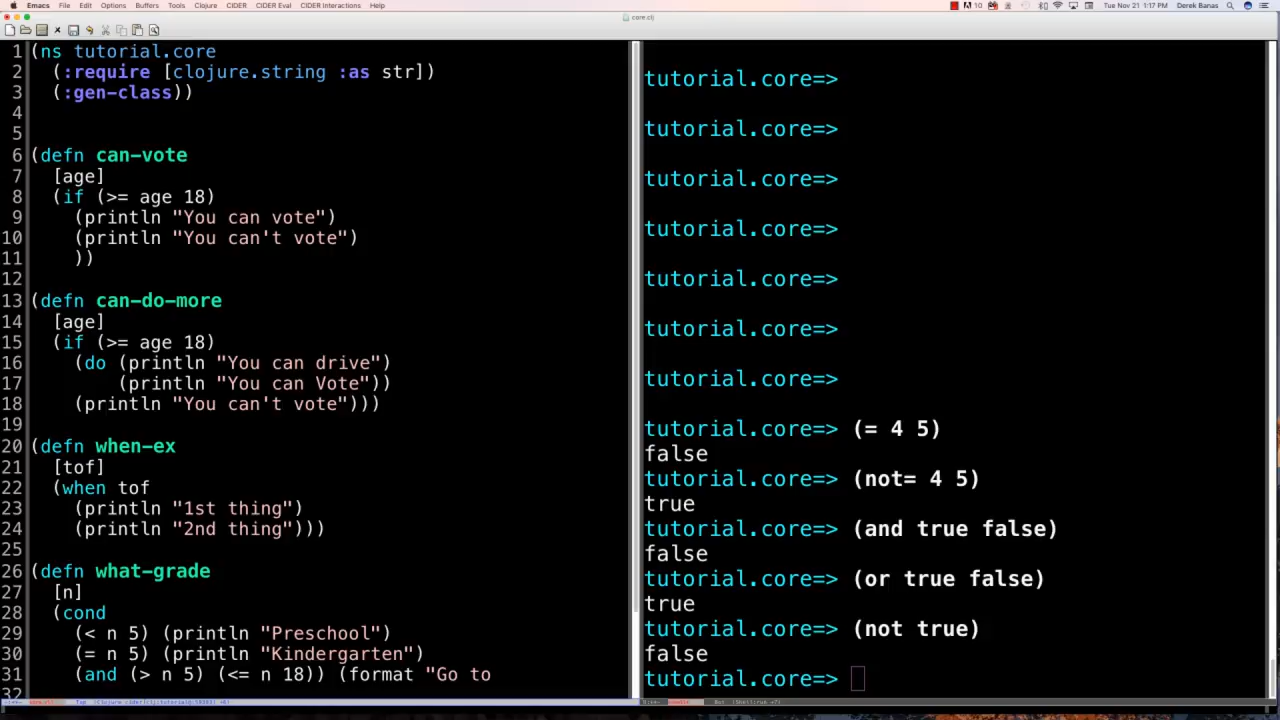 Emacs File Edit Options Buffers Tools Clojure CIDER CIDER Eval CIDER Interactions Help
10
Tue Nov 21 1:17 PM Derek Banas
core.clj
1 (ns tutorial.core
2 (:require [clojure.string :as str])
3 (:gen-class))
4
5
6 (defn can-vote
7 [age]
8 (if (>= age 18)
9 (println "You can vote")
10 (println "You can't vote")
11 ))
12
13 (defn can-do-more
14 [age]
15 (if (>= age 18)
16 (do (println "You can drive")
17 (println "You can Vote"))
18 (println "You can't vote")))
19
20 (defn when-ex
21 [tof]
22 (when tof
23 (println "1st thing")
24 (println "2nd thing")))
25
26 (defn what-grade
27 [n]
28 (cond
29 (< n 5) (println "Preschool")
30 (= n 5) (println "Kindergarten")
31 (and (> n 5) (<= n 18)) (format "Go to
32
tutorial.core=>
tutorial.core=>
tutorial.core=>
tutorial.core=>
tutorial.core=>
tutorial.core=>
tutorial.core=>
tutorial.core=> (= 4 5)
false
tutorial.core=> (not= 4 5)
true
tutorial.core=> (and true false)
false
tutorial.core=> (or true false)
true
tutorial.core=> (not true)
false
tutorial.core=>